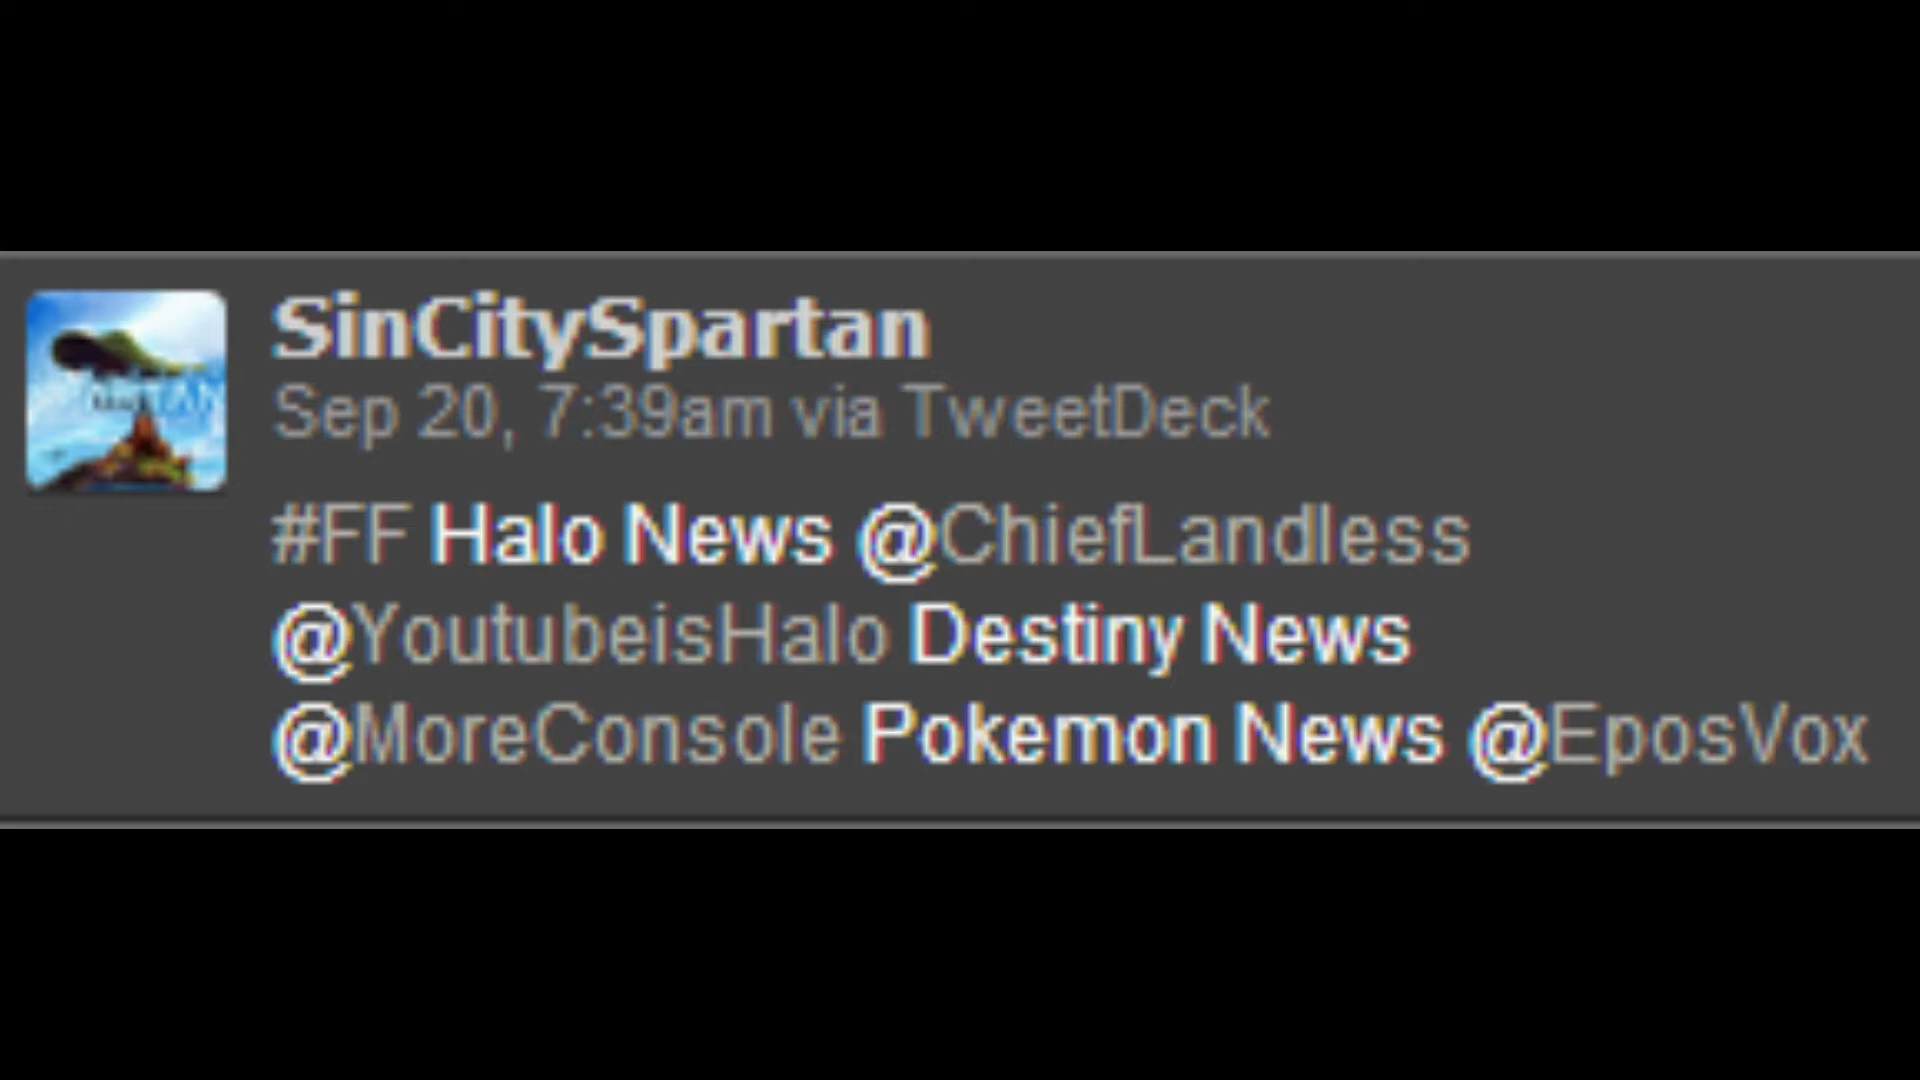 SinCitySpartan
Sep 20, 7:39am via TweetDeck
#FF Halo News @ChiefLandless
@YoutubeisHalo Destiny News
@MoreConsole Pokemon News @EposVox